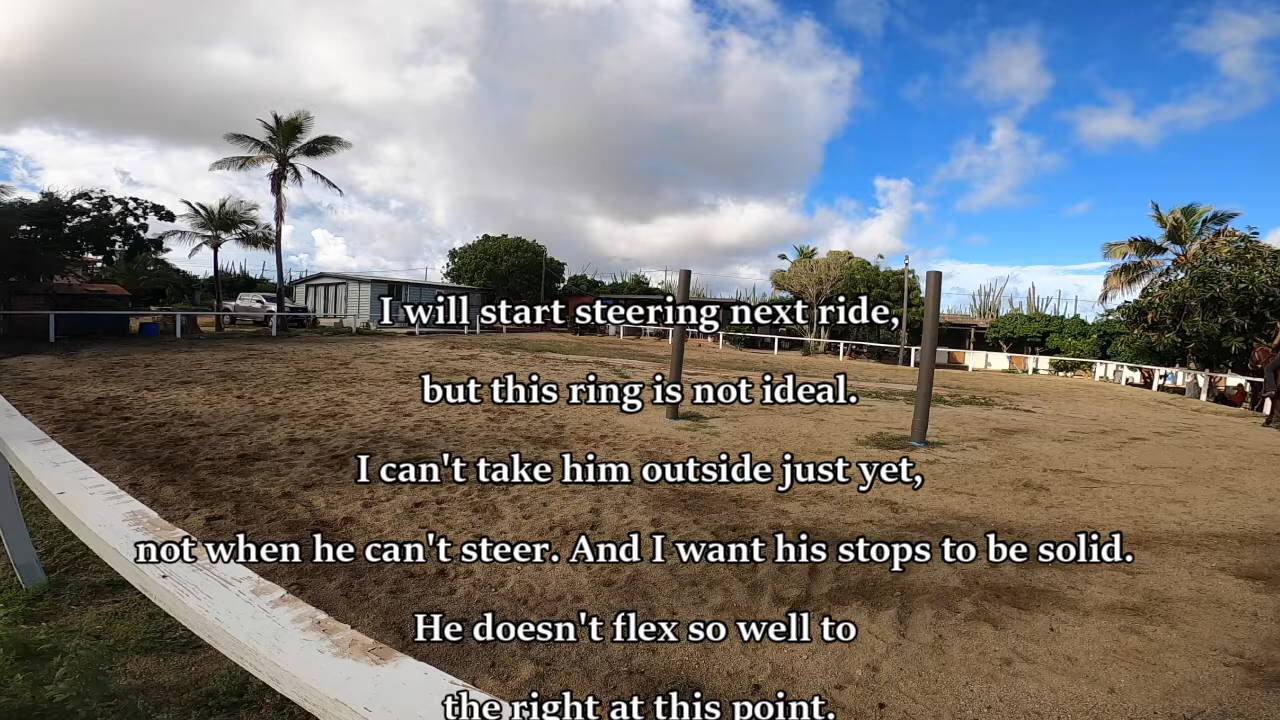 I will start steering next ride,
but this ring is not ideal.
I can't take him outside just yet,
not when he can't steer. And I want his stops to be solid.
He doesn't flex so well to
the right at this point.